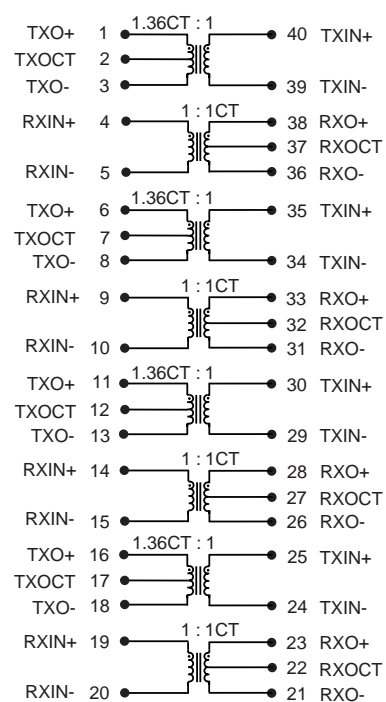 TXO+ 1 1.36CT : 1 40 TXIN+
TXOCT 2
TXO- 3 39 TXIN-
RXIN+ 4 1 : 1CT 38 RXO+
37 RXOCT
RXIN- 5 36 RXO-
TXO+ 6 1.36CT : 1 35 TXIN+
TXOCT 7
TXO- 8 34 TXIN-
RXIN+ 9 1 : 1CT 33 RXO+
32 RXOCT
RXIN- 10 31 RXO-
TXO+ 11 1.36CT : 1 30 TXIN+
TXOCT 12
TXO- 13 29 TXIN-
RXIN+ 14 1 : 1CT 28 RXO+
27 RXOCT
RXIN- 15 26 RXO-
TXO+ 16 1.36CT : 1 25 TXIN+
TXOCT 17
TXO- 18 24 TXIN-
RXIN+ 19 1 : 1CT 23 RXO+
22 RXOCT
RXIN- 20 21 RXO-